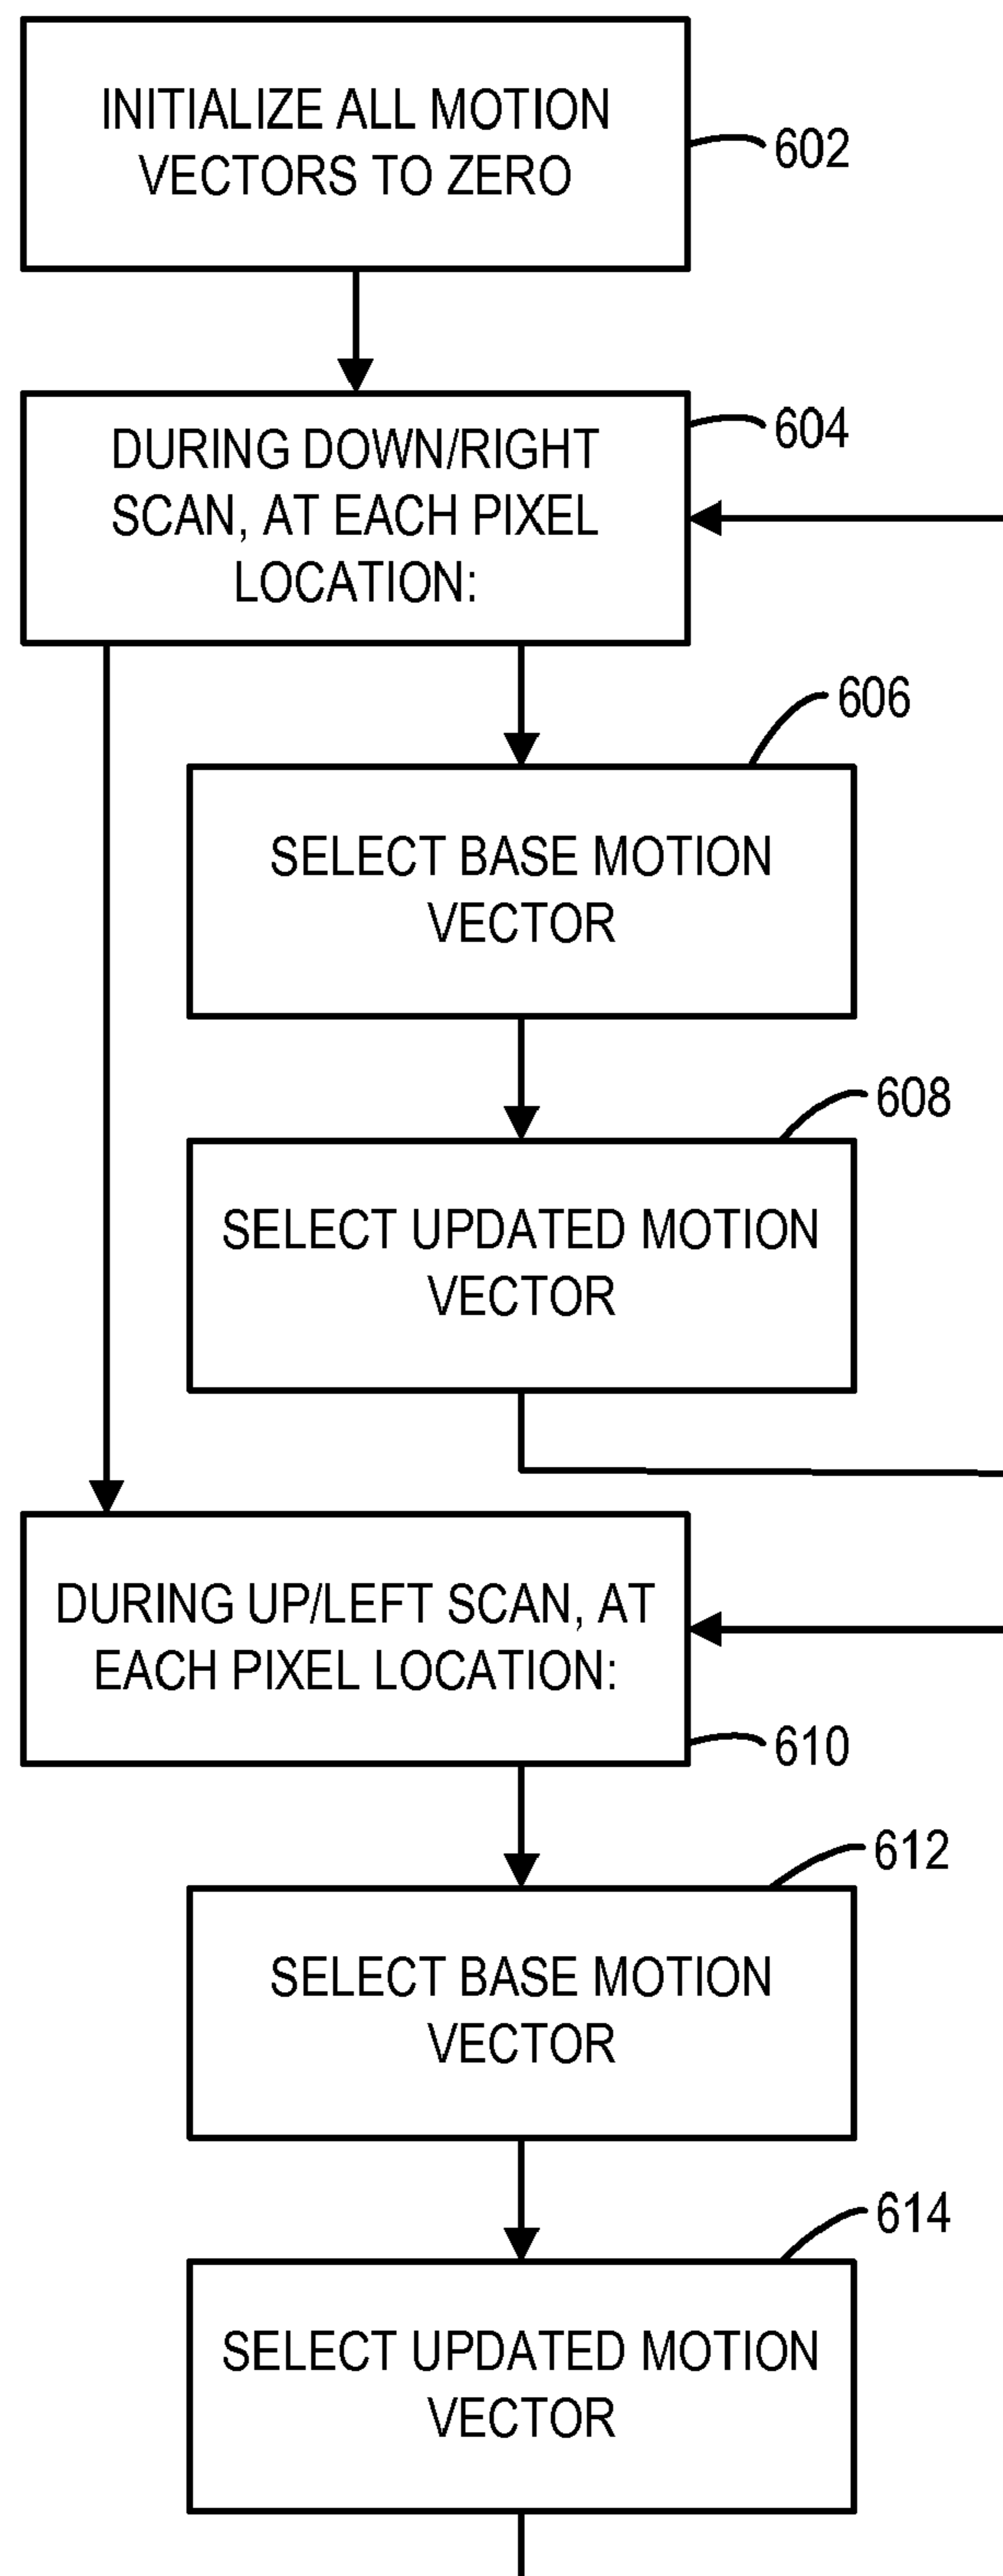 INITIALIZE ALL MOTION
VECTORS TO ZERO
602
DURING DOWN/RIGHT
SCAN, AT EACH PIXEL
LOCATION:
604
606
SELECT BASE MOTION
VECTOR
608
SELECT UPDATED MOTION
VECTOR
DURING UP/LEFT SCAN, AT
EACH PIXEL LOCATION:
610
612
SELECT BASE MOTION
VECTOR
614
SELECT UPDATED MOTION
VECTOR